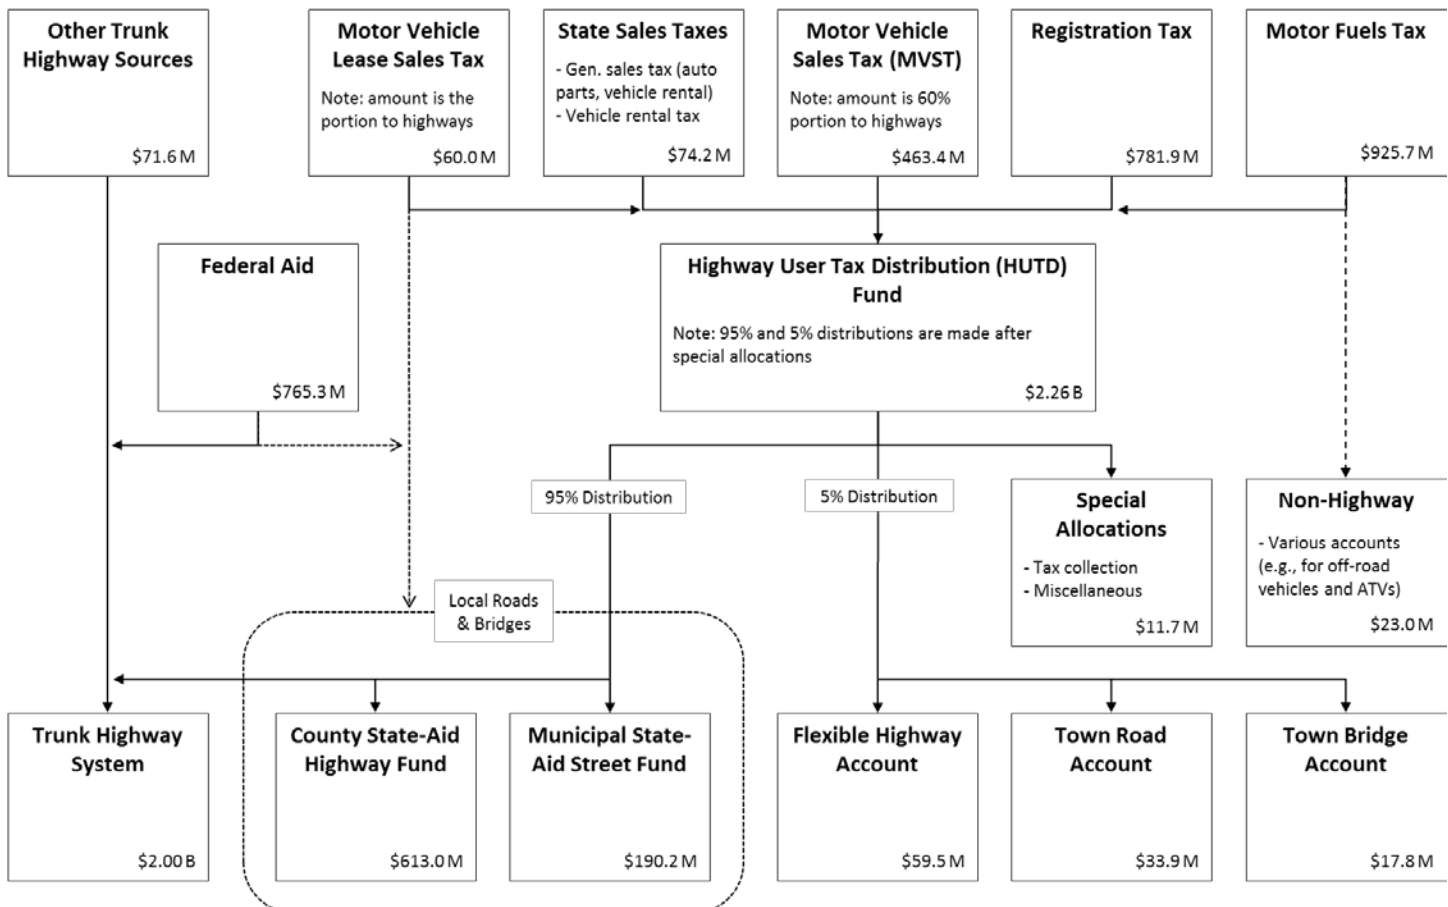 Other Trunk
Highway Sources
$71.6 M
Motor Vehicle
Lease Sales Tax
Note: amount is the
portion to highways
$60.0 M
State Sales Taxes
- Gen. sales tax (auto
parts, vehicle rental)
- Vehicle rental tax
$74.2 M
Motor Vehicle
Sales Tax (MVST)
Note: amount is 60%
portion to highways
$463.4 M
Registration Tax
$781.9 M
Motor Fuels Tax
$925.7 M
Federal Aid
$765.3 M
Highway User Tax Distribution (HUTD)
Fund
Note: 95% and 5% distributions are made after
special allocations
$2.26 B
95% Distribution
5% Distribution
Special
Allocations
- Tax collection
- Miscellaneous
$11.7 M
Non-Highway
- Various accounts
(e.g., for off-road
vehicles and ATVs)
$23.0 M
Local Roads
& Bridges
Trunk Highway
System
$2.00 B
County State-Aid
Highway Fund
$613.0 M
Municipal State-
Aid Street Fund
$190.2 M
Flexible Highway
Account
$59.5 M
Town Road
Account
$33.9 M
Town Bridge
Account
$17.8 M